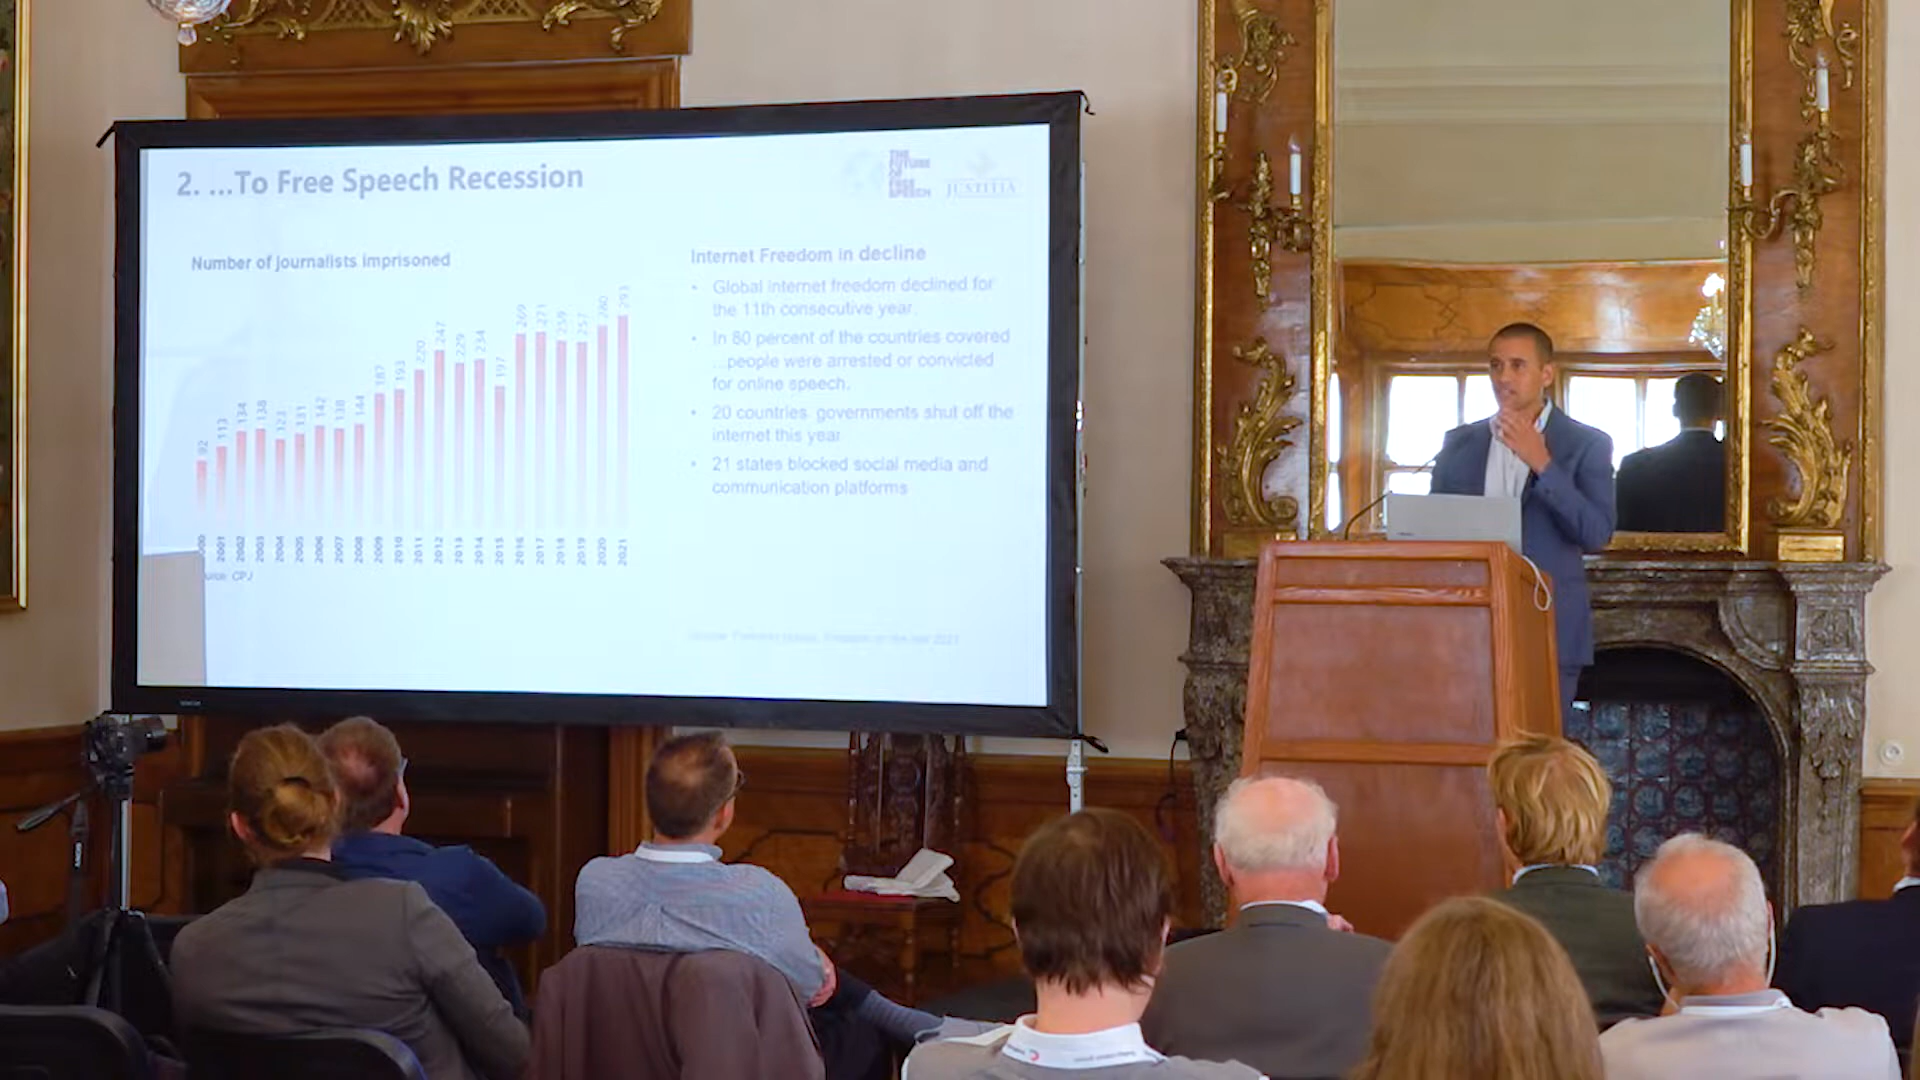 2. ...To Free Speech Recession
THE
FUTURE
OF
FREE
SPEECH
JUSTITIA
Number of journalists imprisoned
92 113 134 138 123 131 142 138 144 187 193 220 247 229 234 197 269 271 259 257 280 293
2001 2002 2003 2004 2005 2006 2007 2008 2009 2010 2011 2012 2013 2014 2015 2016 2017 2018 2019 2020 2021
CPJ
Internet Freedom in decline
• Global internet freedom declined for
the 11th consecutive year.
• In 80 percent of the countries covered
...people were arrested or convicted
for online speech.
• 20 countries governments shut off the
internet this year
• 21 states blocked social media and
communication platforms
SONY